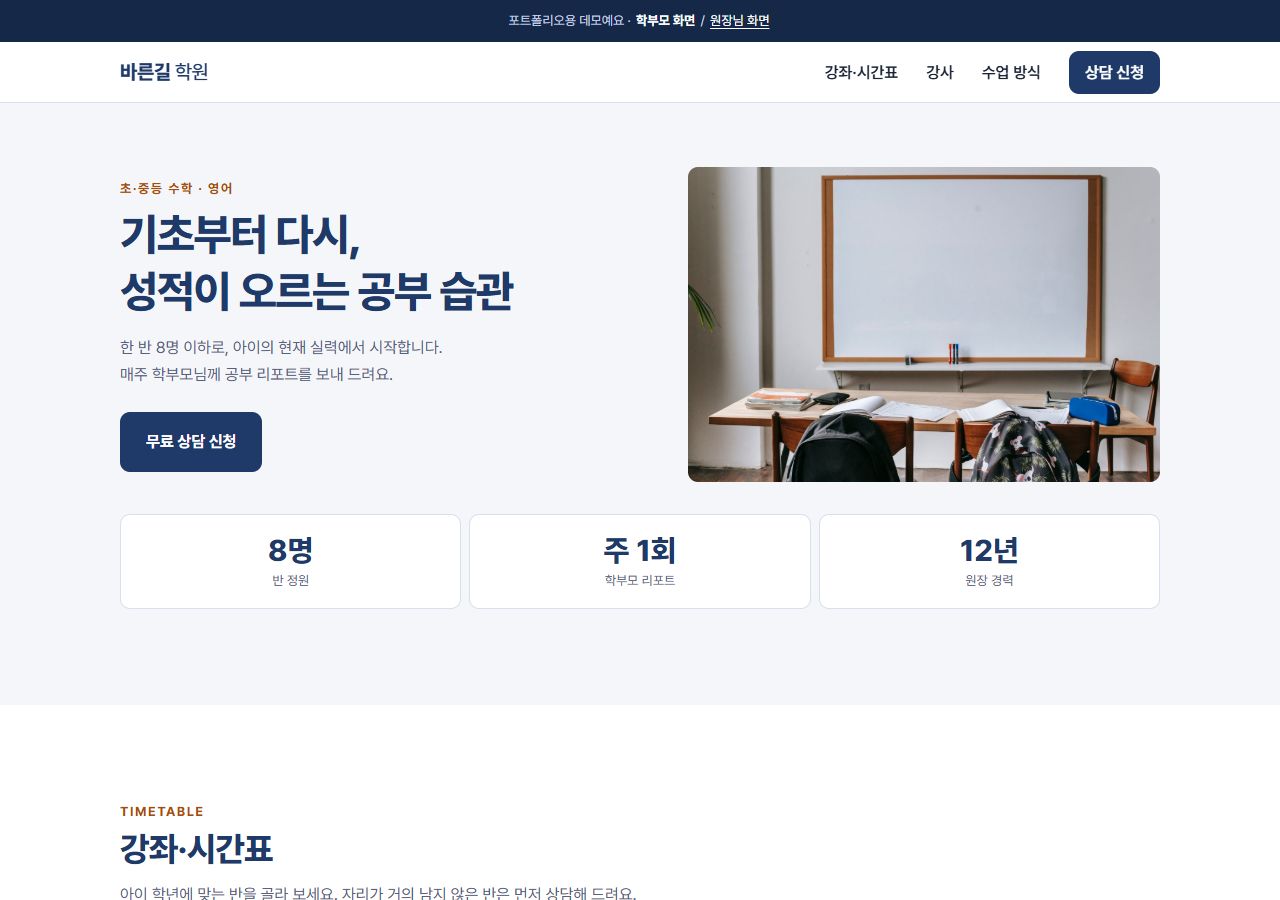 포트폴리오용 데모예요 · 학부모 화면 / 원장님 화면
바른길 학원
강좌·시간표 강사 수업 방식 상담 신청
초·중등 수학 · 영어
기초부터 다시,
성적이 오르는 공부 습관
한 반 8명 이하로, 아이의 현재 실력에서 시작합니다.
매주 학부모님께 공부 리포트를 보내 드려요.
무료 상담 신청
8명
반 정원
주 1회
학부모 리포트
12년
원장 경력
TIMETABLE
강좌·시간표
아이 학년에 맞는 반을 골라 보세요. 자리가 거의 남지 않은 반은 먼저 상담해 드려요.